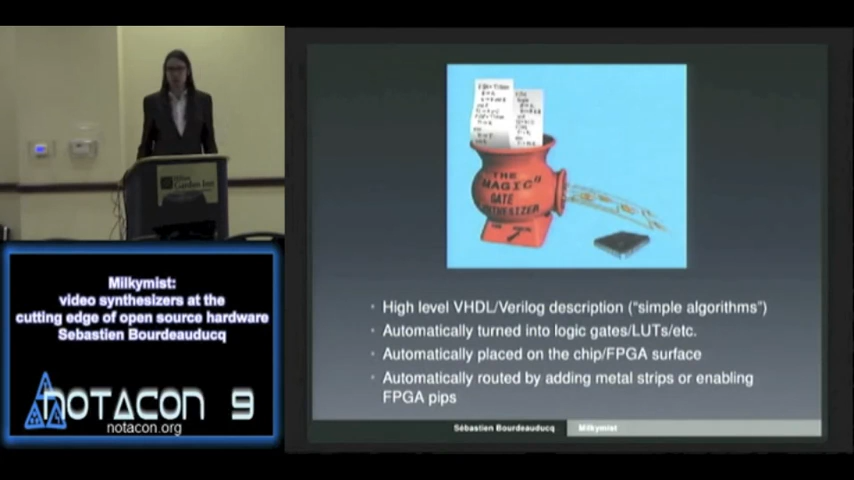 THE
"MAGIC"
GATE
SYNTHESIZER
High level VHDL/Verilog description (“simple algorithms”)
Automatically turned into logic gates/LUTs/etc.
Automatically placed on the chip/FPGA surface
Automatically routed by adding metal strips or enabling
FPGA pips
Sébastien Bourdeauducq
Milkymist
Garden Inn
Milkymist:
video synthesizers at the
cutting edge of open source hardware
Sebastien Bourdeauducq
NOTACON 9
notacon.org